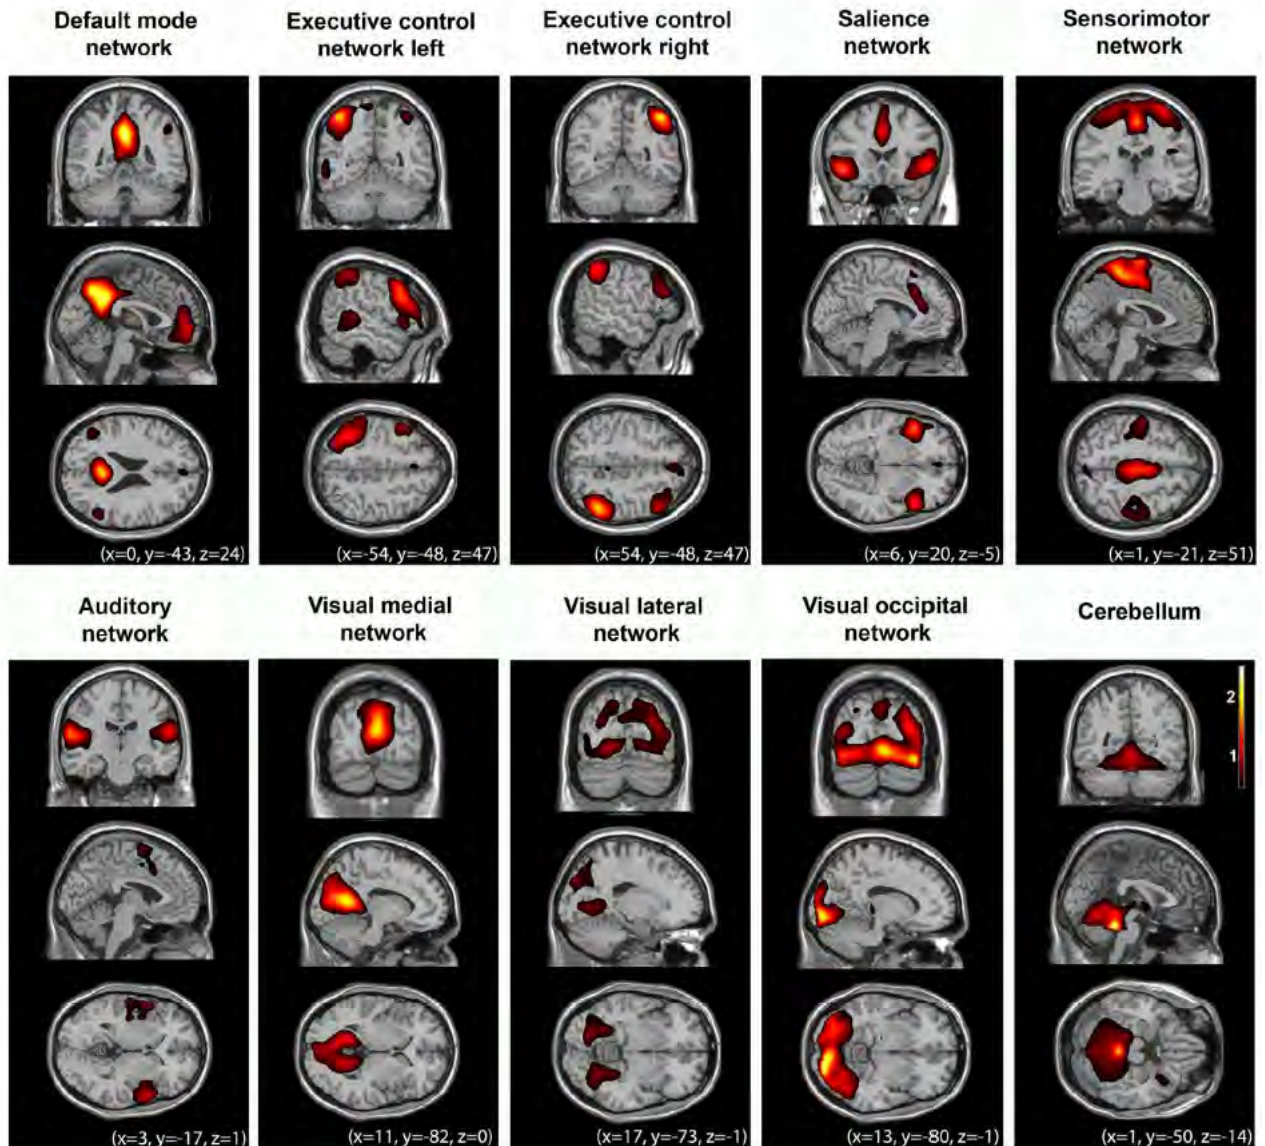 Default mode
network
Executive control
network left
Executive control
network right
Salience
network
Sensorimotor
network
(x=0, y=-43, z=24)
(x=-54, y=-48, z=47)
(x=54, y=-48, z=47)
(x=6, y=20, z=-5)
(x=1, y=-21, z=51)
Auditory
network
Visual medial
network
Visual lateral
network
Visual occipital
network
Cerebellum
2
1
(x=3, y=-17, z=1)
(x=11, y=-82, z=0)
(x=17, y=-73, z=-1)
(x=13, y=-80, z=-1)
(x=1, y=-50, z=-14)